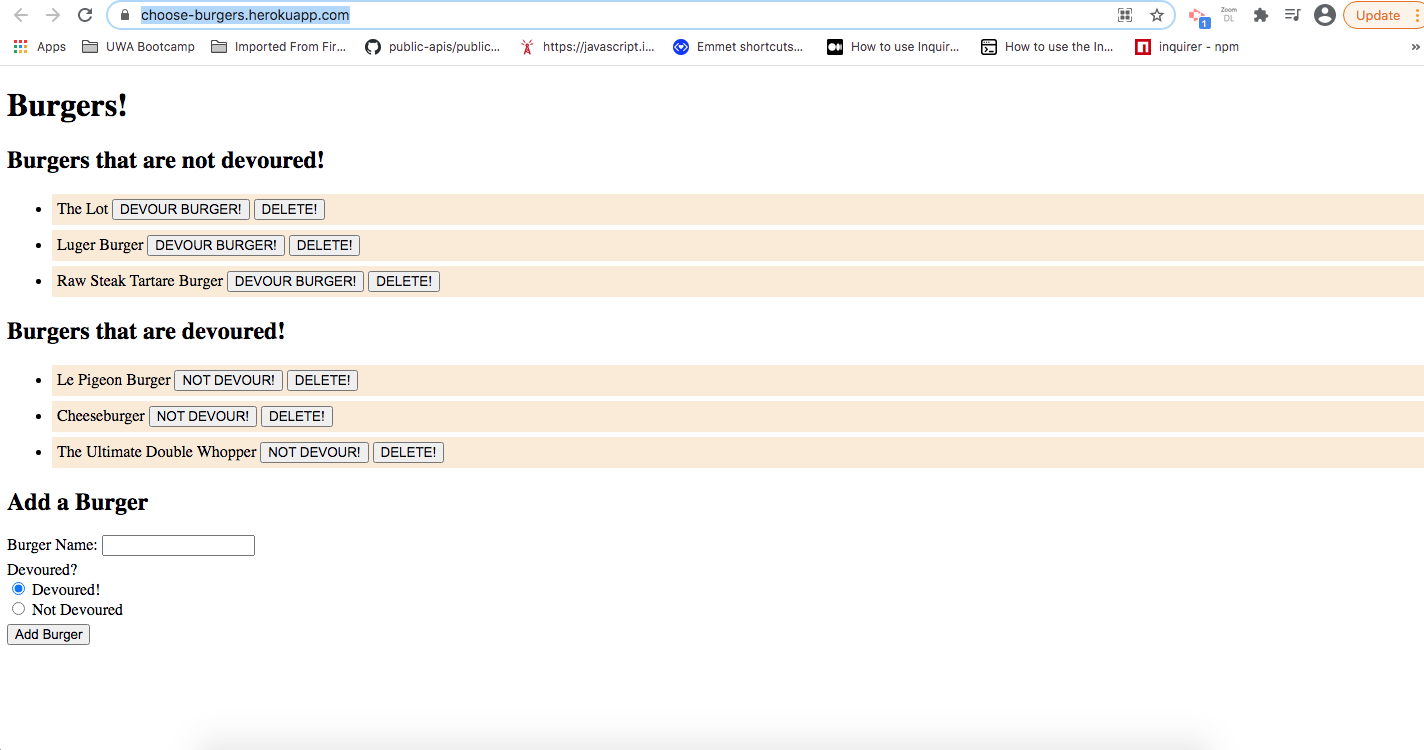 choose-burgers.herokuapp.com
1
Zoom
DL
Update
Apps
UWA Bootcamp
Imported From Fir...
public-apis/public...
https://javascript.i...
Emmet shortcuts...
How to use Inquir...
How to use the In...
inquirer - npm
»
Burgers!
Burgers that are not devoured!
The Lot DEVOUR BURGER! DELETE!
Luger Burger DEVOUR BURGER! DELETE!
Raw Steak Tartare Burger DEVOUR BURGER! DELETE!
Burgers that are devoured!
Le Pigeon Burger NOT DEVOUR! DELETE!
Cheeseburger NOT DEVOUR! DELETE!
The Ultimate Double Whopper NOT DEVOUR! DELETE!
Add a Burger
Burger Name:
Devoured?
Devoured!
Not Devoured
Add Burger